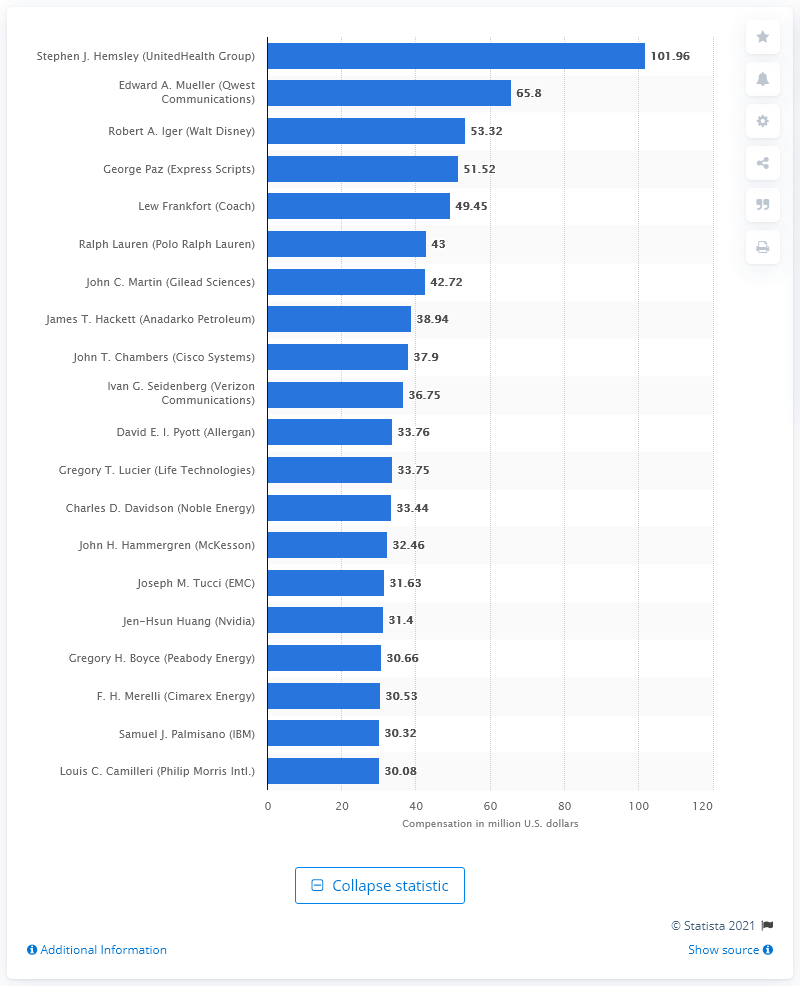 Stephen J. Hemsley (UnitedHealth Group)
101.96
Edward A. Mueller (Qwest
Communications)
65.8
Robert A. Iger (Walt Disney)
53.32
George Paz (Express Scripts)
51.52
Lew Frankfort (Coach)
49.45
Ralph Lauren (Polo Ralph Lauren)
43
John C. Martin (Gilead Sciences)
42.72
James T. Hackett (Anadarko Petroleum)
38.94
John T. Chambers (Cisco Systems)
37.9
Ivan G. Seidenberg (Verizon
Communications)
36.75
David E. I. Pyott (Allergan)
33.76
Gregory T. Lucier (Life Technologies)
33.75
Charles D. Davidson (Noble Energy)
33.44
John H. Hammergren (McKesson)
32.46
Joseph M. Tucci (EMC)
31.63
Jen-Hsun Huang (Nvidia)
31.4
Gregory H. Boyce (Peabody Energy)
30.66
F. H. Merelli (Cimarex Energy)
30.53
Samuel J. Palmisano (IBM)
30.32
Louis C. Camilleri (Philip Morris Intl.)
30.08
0 20 40 60 80 100 120
Compensation in million U.S. dollars
Collapse statistic
© Statista 2021
Additional Information
Show source